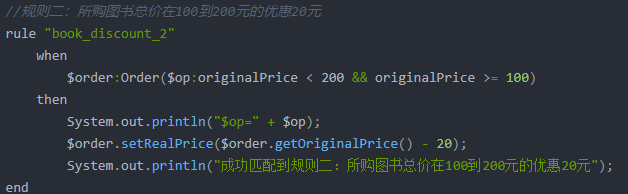 //规则二：所购图书总价在100到200元的优惠20元
rule "book_discount_2"
    when
        $order:Order($op:originalPrice < 200 && originalPrice >= 100)
    then
        System.out.println("$op=" + $op);
        $order.setRealPrice($order.getOriginalPrice() - 20);
        System.out.println("成功匹配到规则二：所购图书总价在100到200元的优惠20元");
end